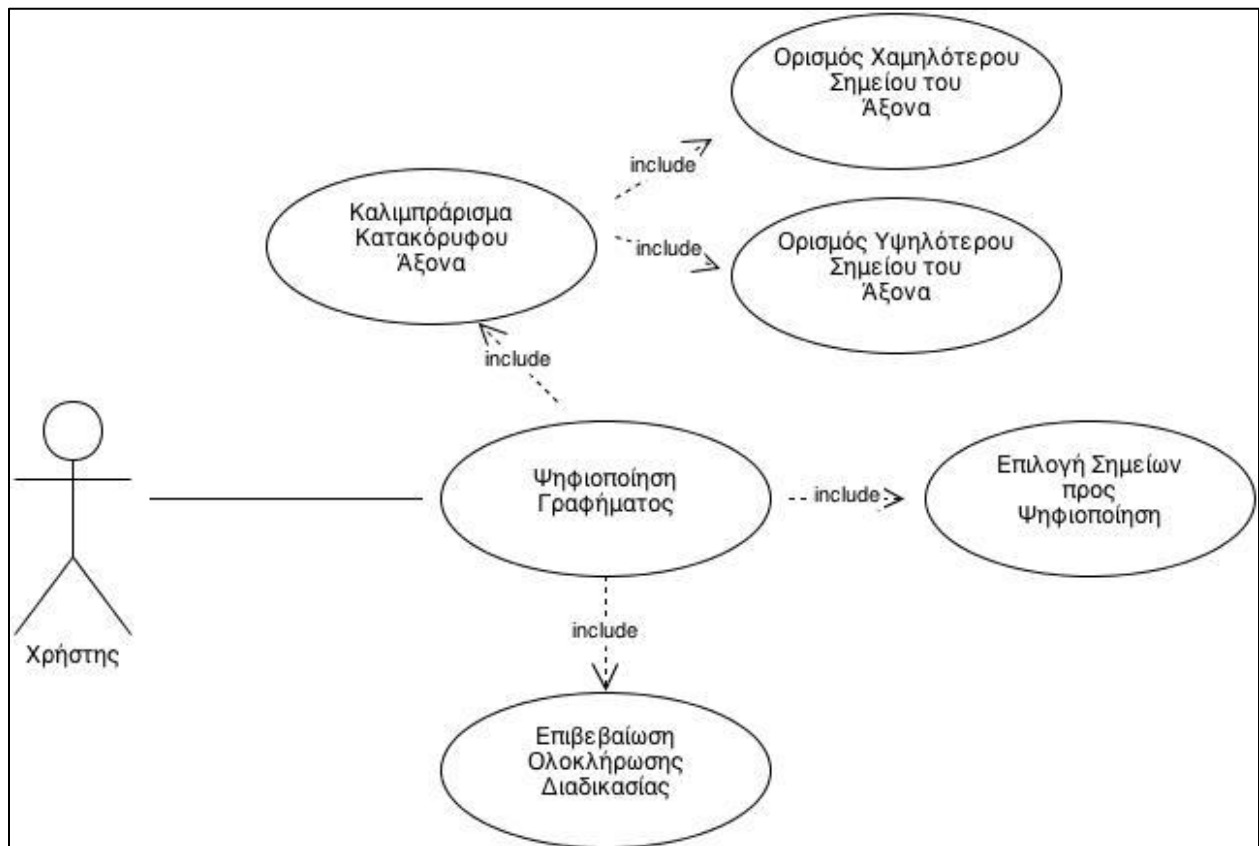 Ορισμός Χαμηλότερου
Σημείου του
Άξονα
include
Καλιμπράρισμα
Κατακόρυφου
Άξονα
include
Ορισμός Υψηλότερου
Σημείου του
Άξονα
include
Ψηφιοποίηση
Γραφήματος
include
Επιλογή Σημείων
προς
Ψηφιοποίηση
include
Χρήστης
Επιβεβαίωση
Ολοκλήρωσης
Διαδικασίας